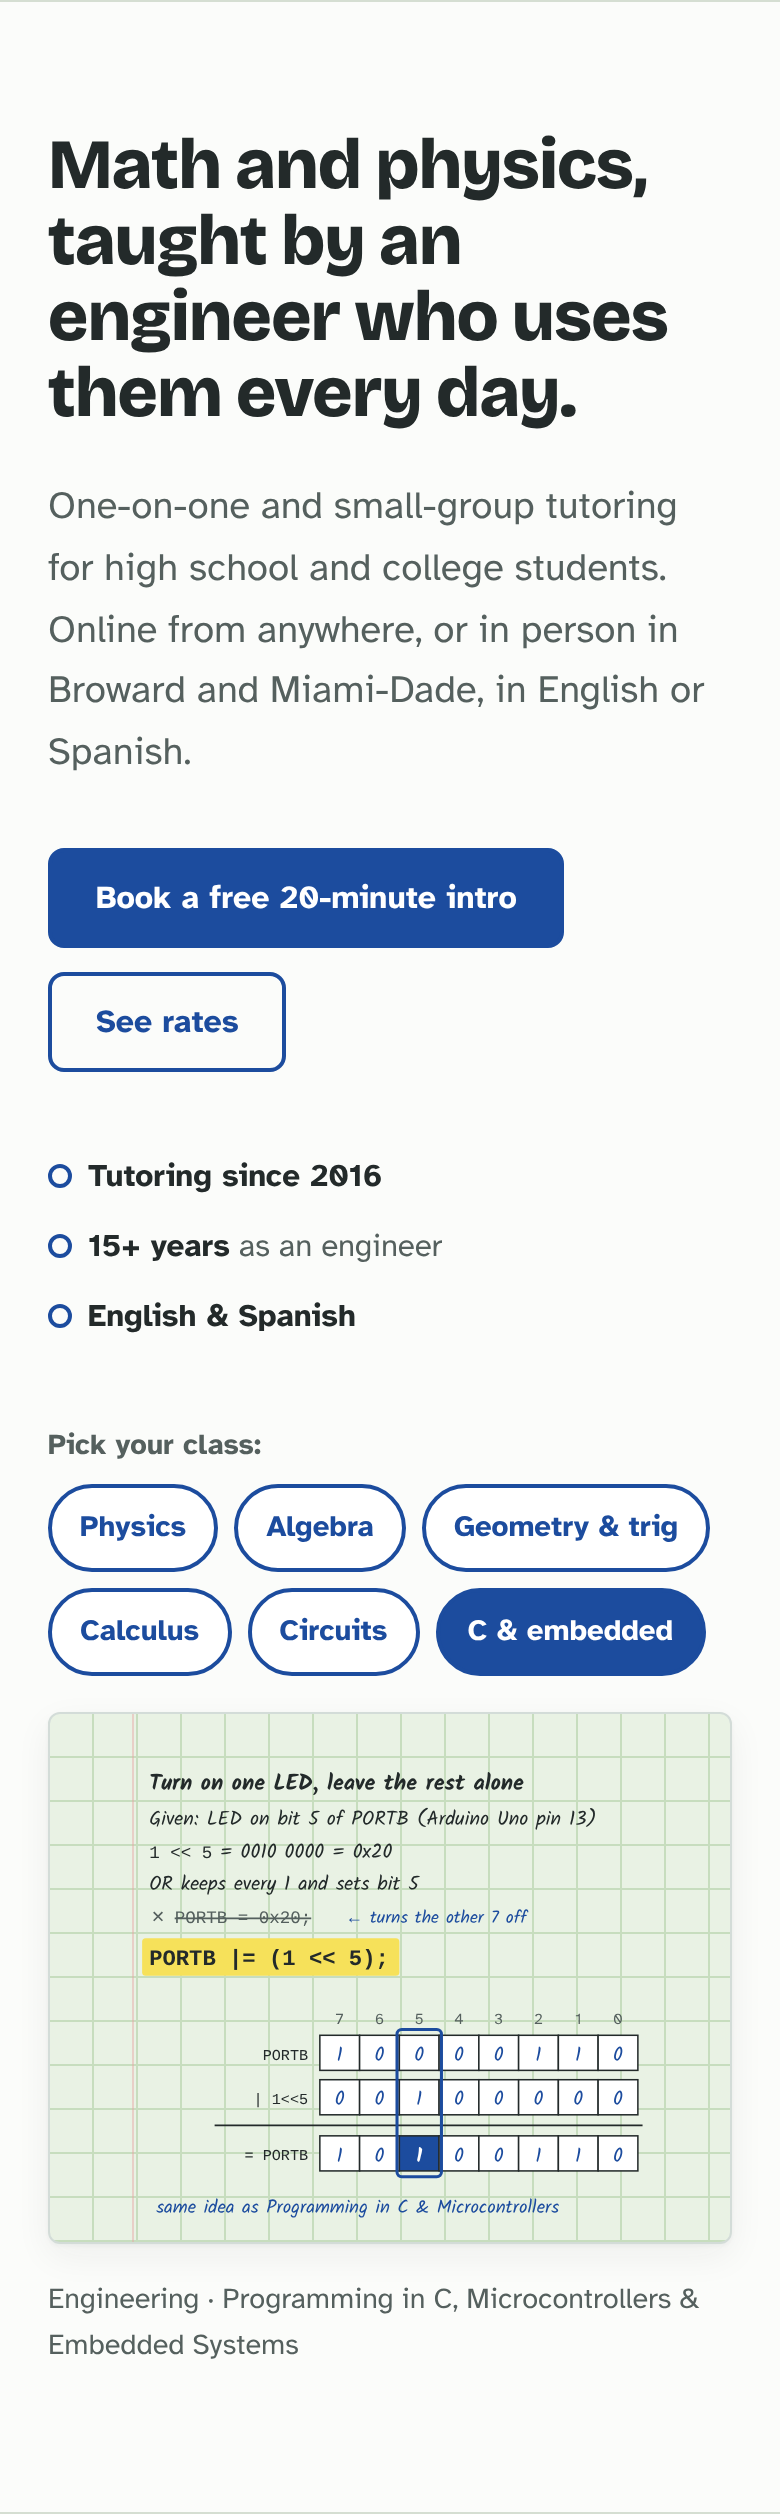 Math and physics,
taught by an
engineer who uses
them every day.
One-on-one and small-group tutoring
for high school and college students.
Online from anywhere, or in person in
Broward and Miami-Dade, in English or
Spanish.
Book a free 20-minute intro
See rates
Tutoring since 2016
15+ years as an engineer
English & Spanish
Pick your class:
Physics Algebra Geometry & trig
Calculus Circuits C & embedded
Turn on one LED, leave the rest alone
Given: LED on bit 5 of PORTB (Arduino Uno pin 13)
1 << 5 = 0010 0000 = 0x20
OR keeps every 1 and sets bit 5
× PORTB = 0x20; ← turns the other 7 off
PORTB |= (1 << 5);
7 6 5 4 3 2 1 0
PORTB 1 0 0 0 0 1 1 0
| 1<<5 0 0 1 0 0 0 0 0
= PORTB 1 0 1 0 0 1 1 0
same idea as Programming in C & Microcontrollers
Engineering · Programming in C, Microcontrollers &
Embedded Systems